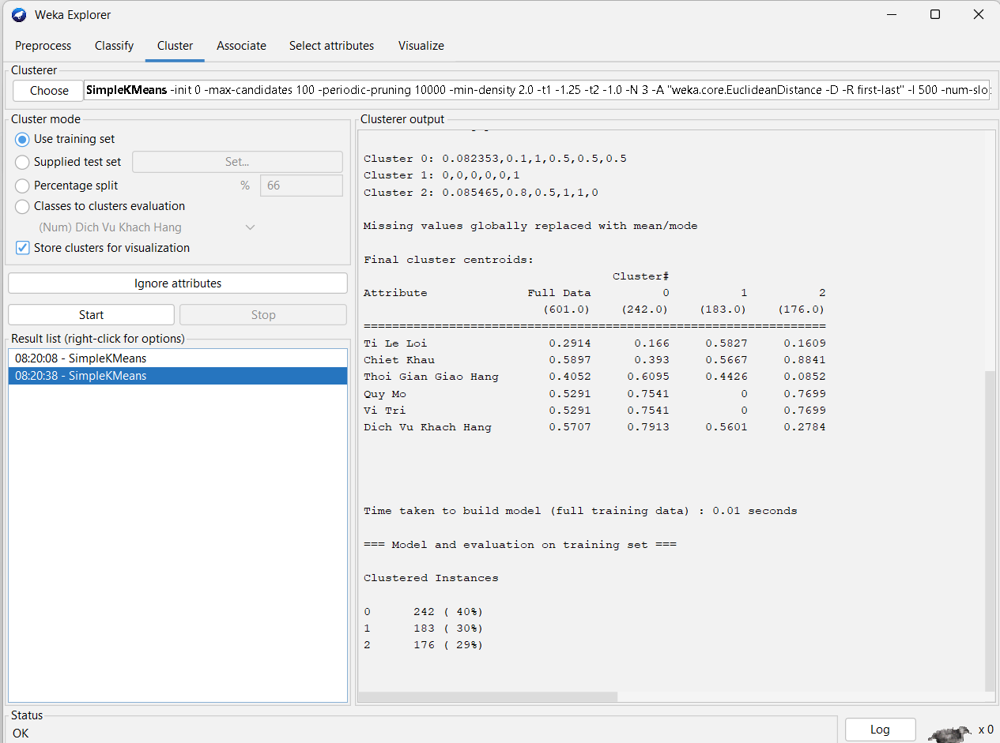 Weka Explorer
Preprocess Classify Cluster Associate Select attributes Visualize
Clusterer
Choose SimpleKMeans -init 0 -max-candidates 100 -periodic-pruning 10000 -min-density 2.0 -t1 -1.25 -t2 -1.0 -N 3 -A "weka.core.EuclideanDistance -D -R first-last" -I 500 -num-slo
Cluster mode
Use training set
Supplied test set Set...
Percentage split % 66
Classes to clusters evaluation
(Num) Dich Vu Khach Hang
Store clusters for visualization
Ignore attributes
Start Stop
Result list (right-click for options)
08:20:08 - SimpleKMeans
08:20:38 - SimpleKMeans
Clusterer output
Cluster 0: 0.082353,0.1,1,0.5,0.5,0.5
Cluster 1: 0,0,0,0,0,1
Cluster 2: 0.085465,0.8,0.5,1,1,0
Missing values globally replaced with mean/mode
Final cluster centroids:
Cluster#
Attribute Full Data 0 1 2
(601.0) (242.0) (183.0) (176.0)
==================================================================
Ti Le Loi 0.2914 0.166 0.5827 0.1609
Chiet Khau 0.5897 0.393 0.5667 0.8841
Thoi Gian Giao Hang 0.4052 0.6095 0.4426 0.0852
Quy Mo 0.5291 0.7541 0 0.7699
Vi Tri 0.5291 0.7541 0 0.7699
Dich Vu Khach Hang 0.5707 0.7913 0.5601 0.2784
Time taken to build model (full training data) : 0.01 seconds
=== Model and evaluation on training set ===
Clustered Instances
0 242 ( 40%)
1 183 ( 30%)
2 176 ( 29%)
Status
OK
Log x 0